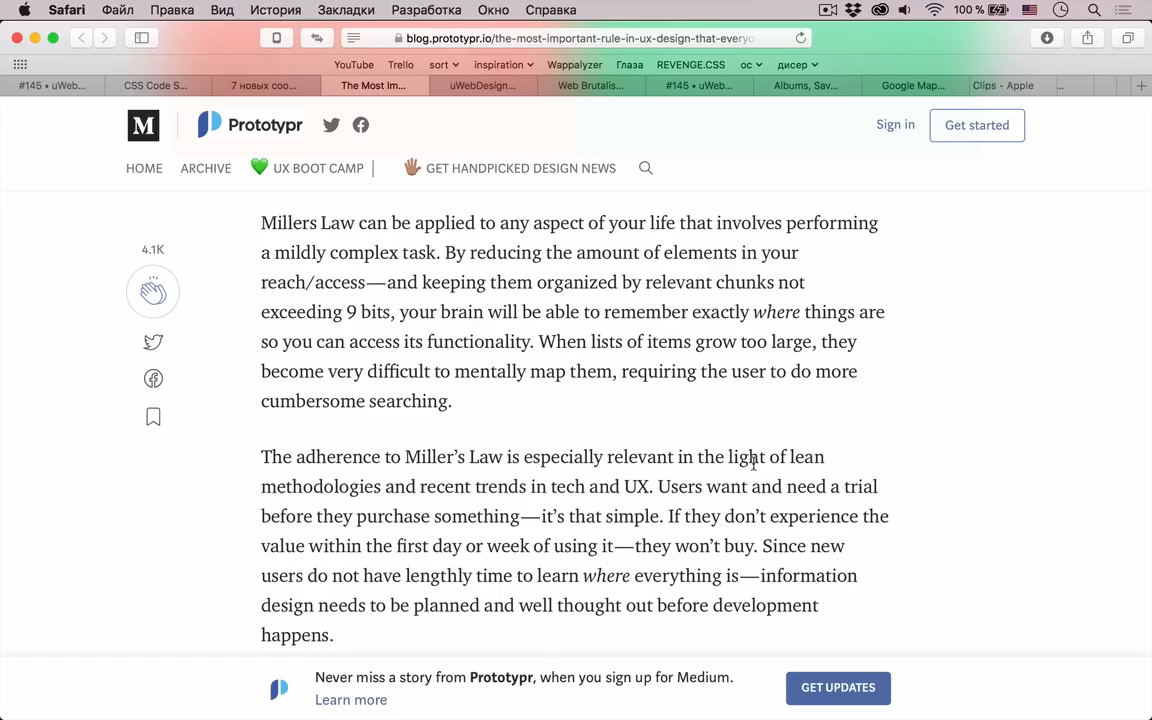 Safari Файл Правка Вид История Закладки Разработка Окно Справка 100 %
blog.prototypr.io/the-most-important-rule-in-ux-design-that-everyo
YouTube Trello sort inspiration Wappalyzer Глаза REVENGE.CSS ос дисер
#145 • uWeb... CSS Code S... 7 новых соо... The Most Im... uWebDesign... Web Brutalis... #145 • uWeb... Albums, Sav... Google Map... Clips - Apple ...
M Prototypr Sign in Get started
HOME ARCHIVE UX BOOT CAMP | GET HANDPICKED DESIGN NEWS
Millers Law can be applied to any aspect of your life that involves performing
a mildly complex task. By reducing the amount of elements in your
reach/access—and keeping them organized by relevant chunks not
exceeding 9 bits, your brain will be able to remember exactly where things are
so you can access its functionality. When lists of items grow too large, they
become very difficult to mentally map them, requiring the user to do more
cumbersome searching.
4.1K
The adherence to Miller’s Law is especially relevant in the light of lean
methodologies and recent trends in tech and UX. Users want and need a trial
before they purchase something—it’s that simple. If they don’t experience the
value within the first day or week of using it—they won’t buy. Since new
users do not have lengthly time to learn where everything is—information
design needs to be planned and well thought out before development
happens.
Never miss a story from Prototypr, when you sign up for Medium.
Learn more
GET UPDATES